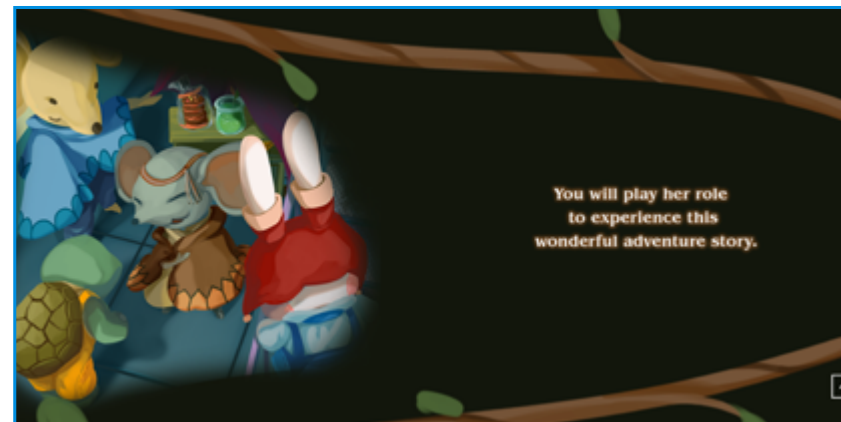 You will play her role
to experience this
wonderful adventure story.